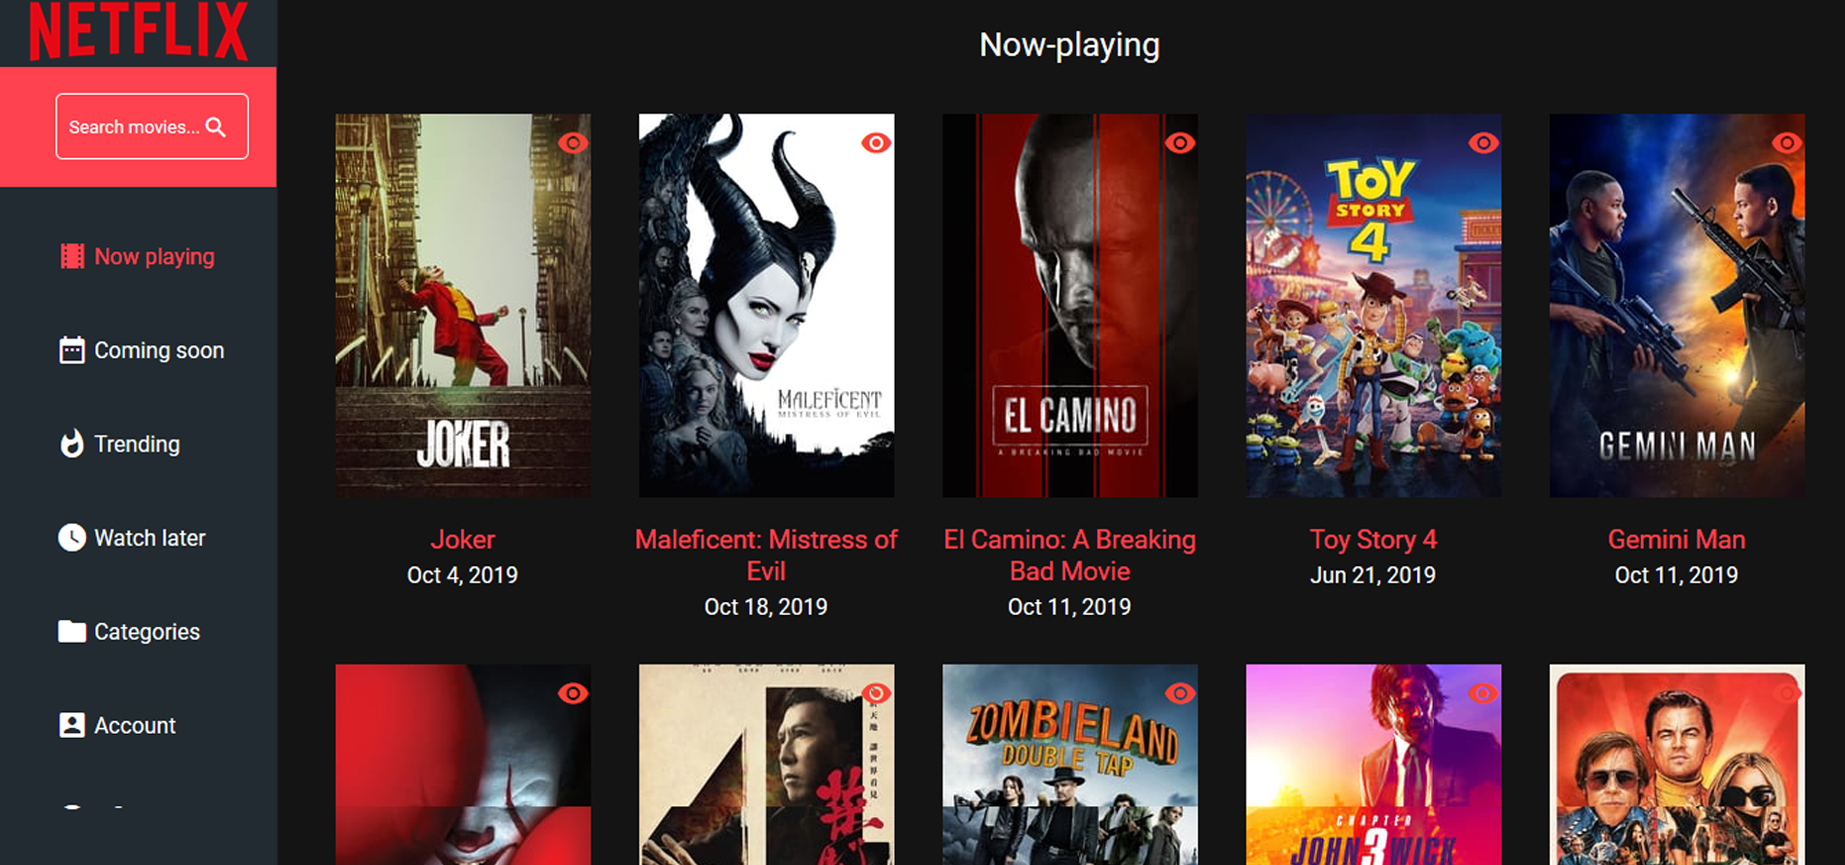 NETFLIX
Search movies...
Now playing
Coming soon
Trending
Watch later
Categories
Account
Now-playing
JOKER
MALEFICENT
MISTRESS OF EVIL
EL CAMINO
A BREAKING BAD MOVIE
TOY
STORY
4
GEMINI MAN
Joker
Oct 4, 2019
Maleficent: Mistress of
Evil
Oct 18, 2019
El Camino: A Breaking
Bad Movie
Oct 11, 2019
Toy Story 4
Jun 21, 2019
Gemini Man
Oct 11, 2019
4
ZOMBIELAND
DOUBLE TAP
CHAPTER
JOHN 3 WICK